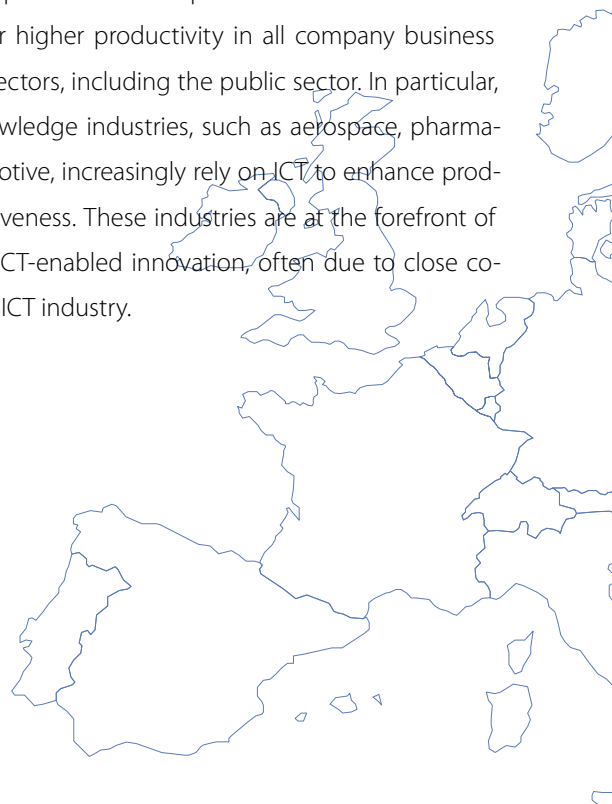 r higher productivity in all company business
ectors, including the public sector. In particular,
wledge industries, such as aerospace, pharma-
otive, increasingly rely on ICT to enhance prod-
iveness. These industries are at the forefront of
CT-enabled innovation, often due to close co-
ICT industry.